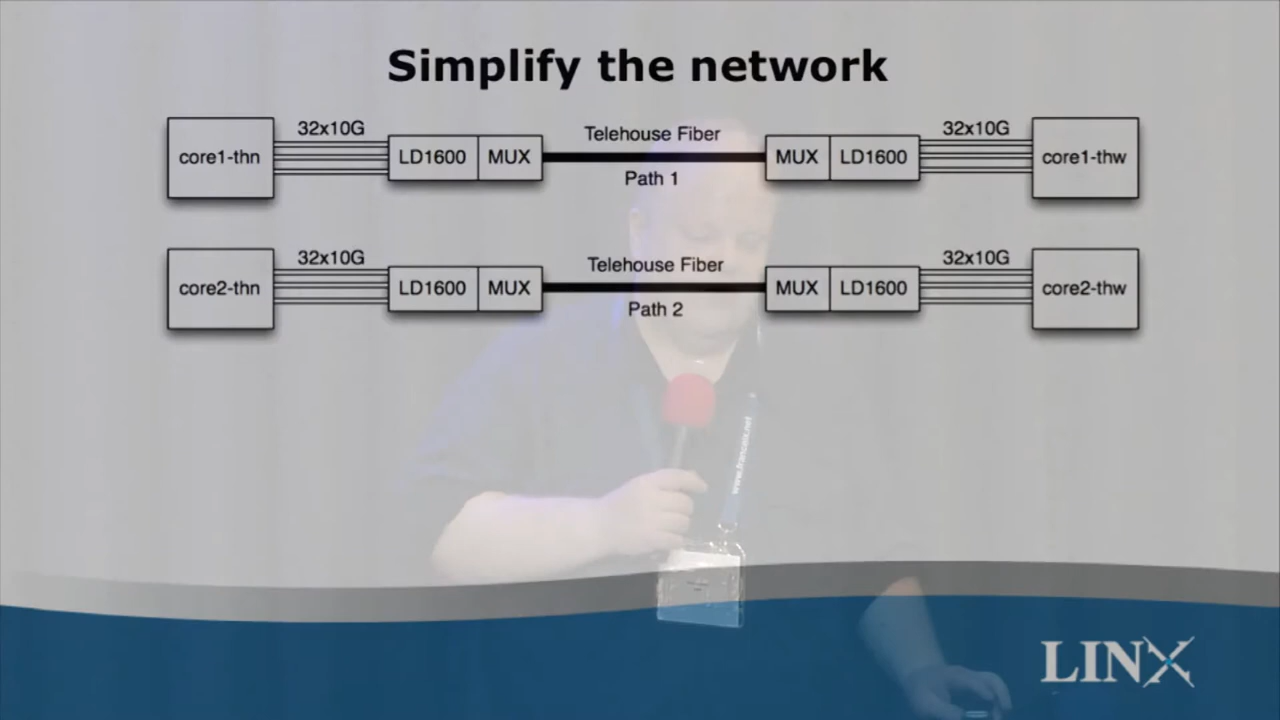 Simplify the network
32x10G
Telehouse Fiber
32x10G
core1-thn
LD1600
MUX
MUX
LD1600
core1-thw
Path 1
32x10G
Telehouse Fiber
32x10G
core2-thn
LD1600
MUX
MUX
LD1600
core2-thw
Path 2
LINX